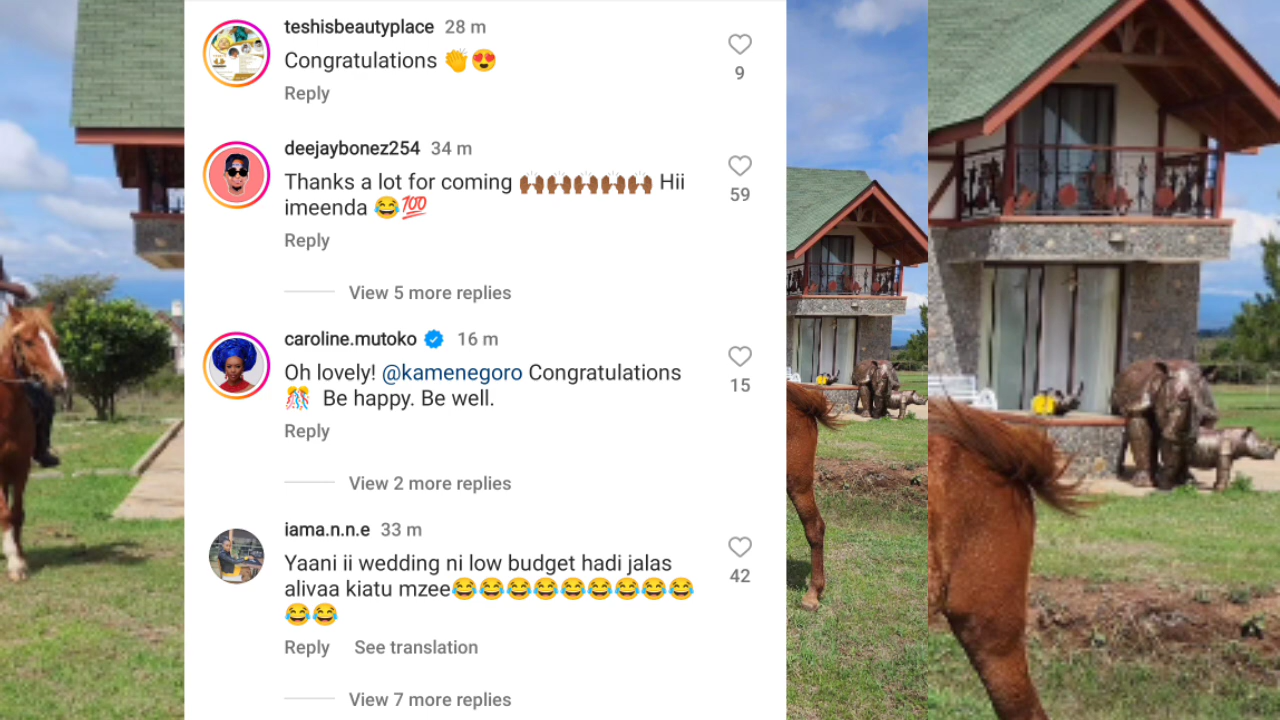 teshisbeautyplace 28 m
Congratulations 👏😍
9
Reply
deejaybonez254 34 m
Thanks a lot for coming 🙌🏾🙌🏾🙌🏾🙌🏾🙌🏾 Hii
imeenda 😂💯
59
Reply
View 5 more replies
caroline.mutoko 16 m
Oh lovely! @kamenegoro Congratulations
🎊 Be happy. Be well.
15
Reply
View 2 more replies
iama.n.n.e 33 m
Yaani ii wedding ni low budget hadi jalas
alivaa kiatu mzee😂😂😂😂😂😂😂😂😂
😂😂
42
Reply See translation
View 7 more replies